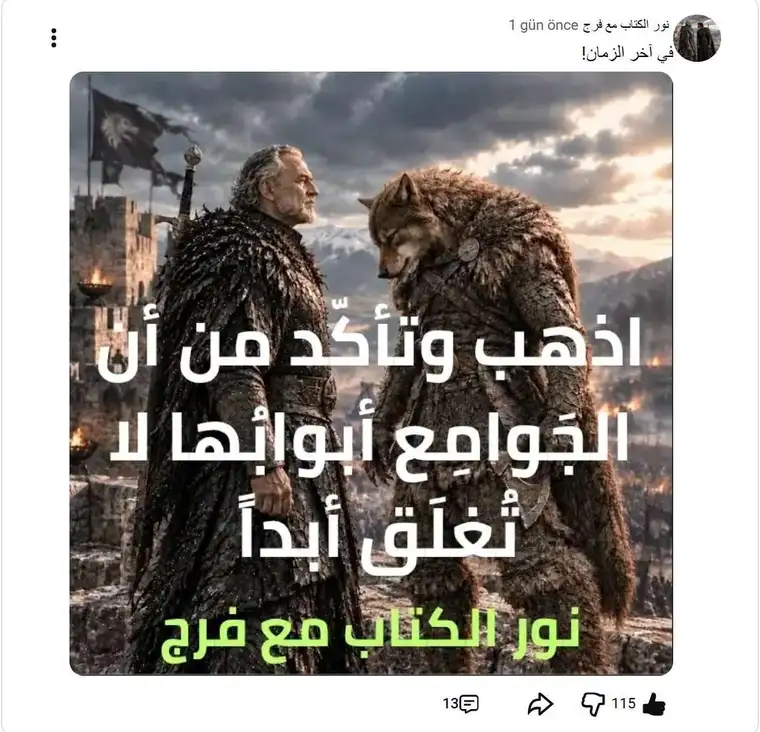 نور الكتاب مع فرج 1 gün önce
في آخر الزمان!
اذهب وتأكّد من أن
الجَوامِع أبوابُها لا
تُغلَق أبداً
نور الكتاب مع فرج
115
13